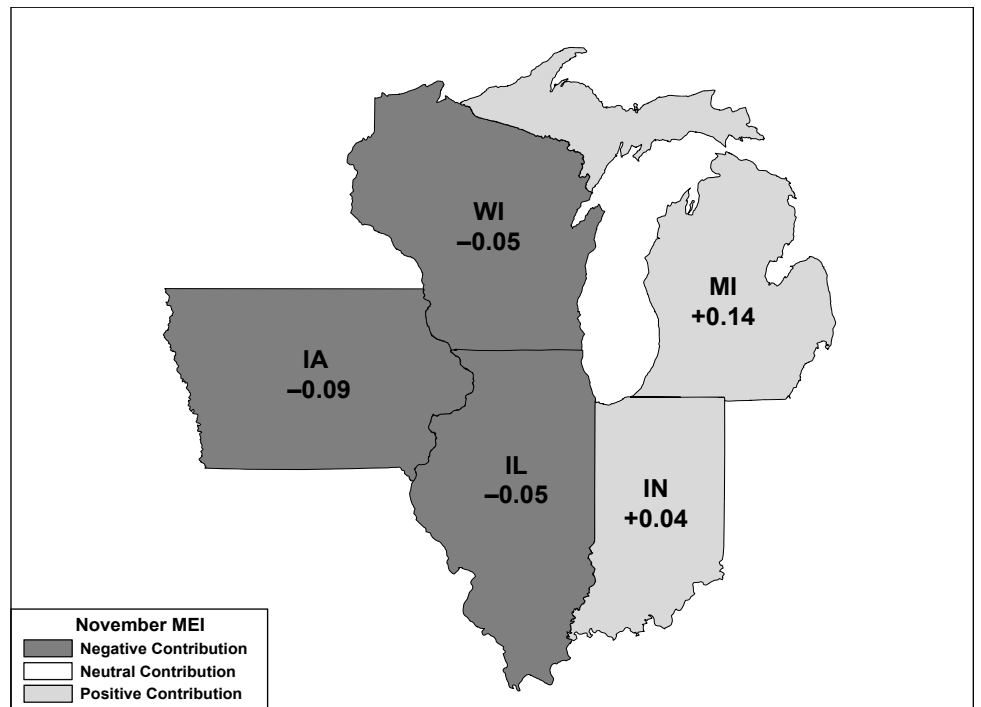 WI
–0.05
MI
+0.14
IA
–0.09
IL
–0.05
IN
+0.04
November MEI
Negative Contribution
Neutral Contribution
Positive Contribution